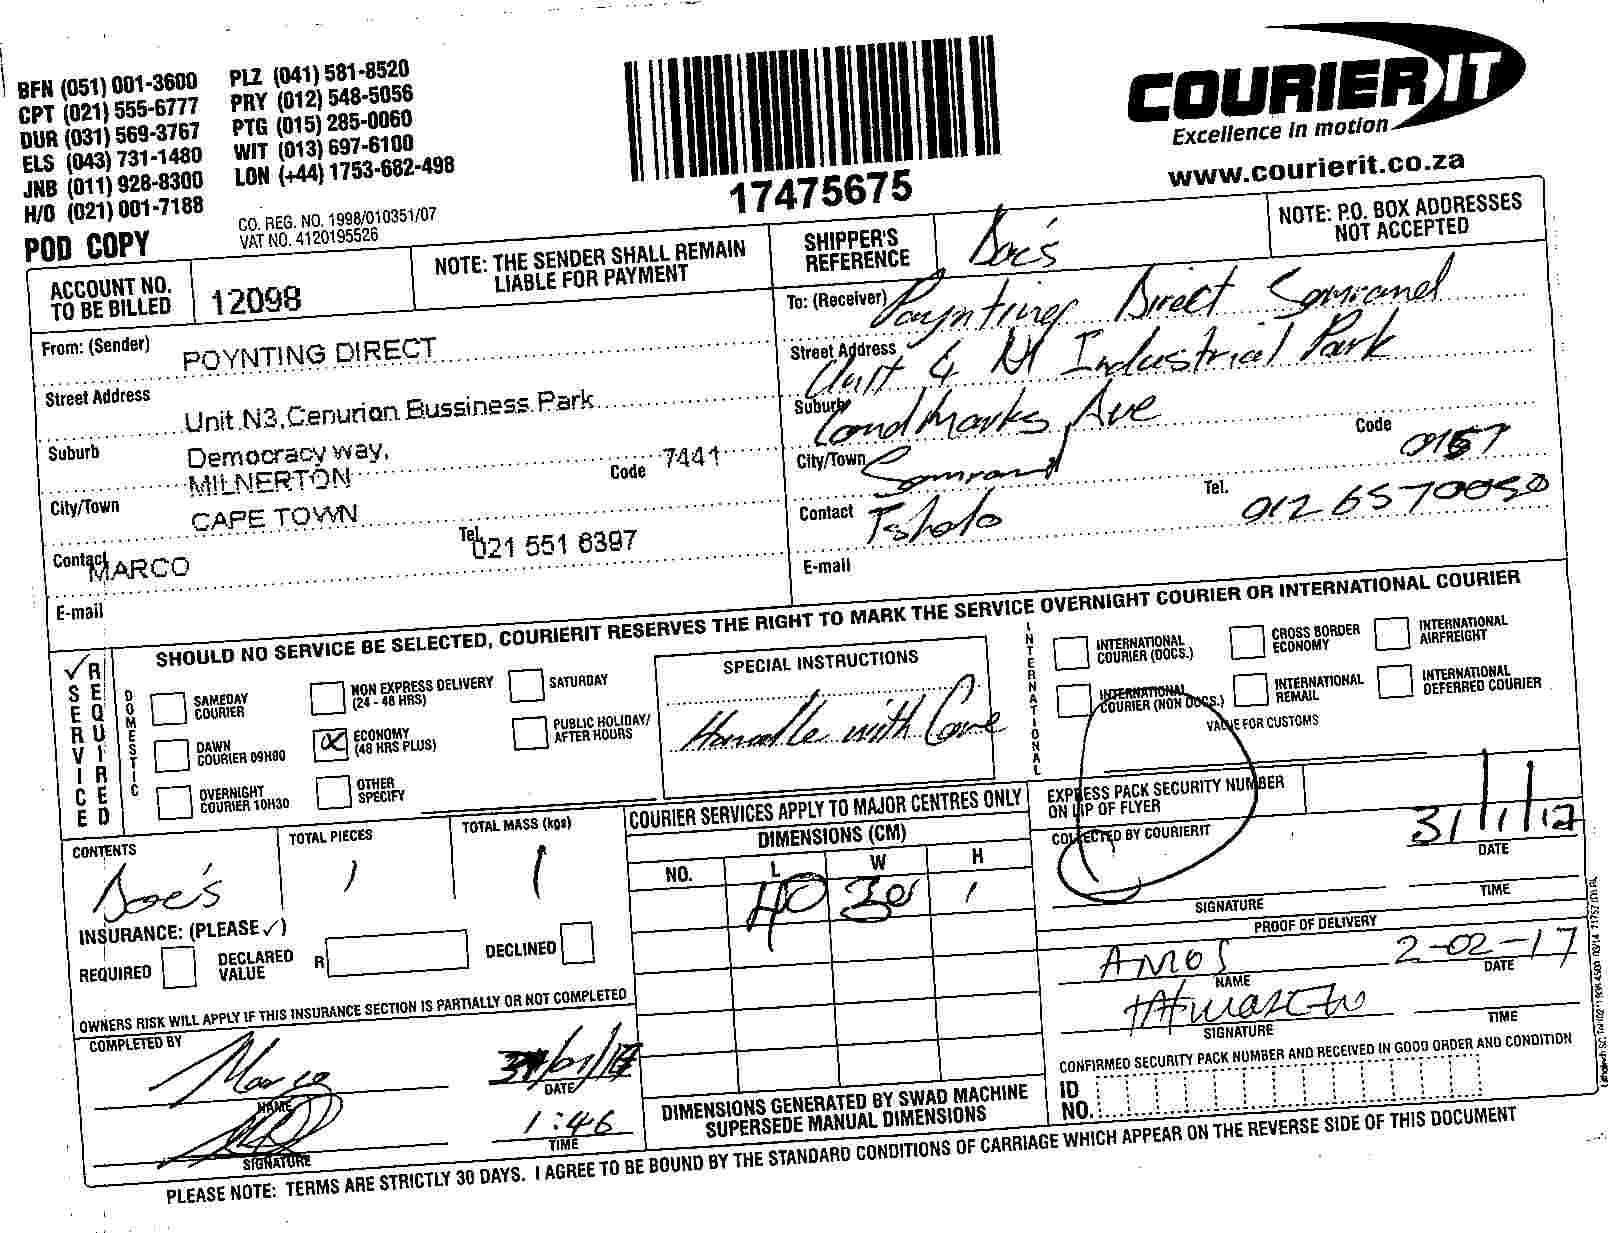 BFN (051) 001-3600
CPT (021) 555-6777
DUR (031) 569-3767
ELS (043) 731-1480
JNB (011) 928-8300
H/O (021) 001-7188
PLZ (041) 581-8520
PRY (012) 548-5056
PTG (015) 285-0060
WIT (013) 697-6100
LON (+44) 1753-682-498
CO. REG. NO. 1998/010351/07
VAT NO. 4120195526
POD COPY
17475675
COURIER IT
Excellence in motion
www.courierit.co.za
ACCOUNT NO. TO BE BILLED 12098
NOTE: THE SENDER SHALL REMAIN LIABLE FOR PAYMENT
SHIPPER'S REFERENCE Doc's
NOTE: P.O. BOX ADDRESSES NOT ACCEPTED
From: (Sender) POYNTING DIRECT
Street Address Unit N3, Cenurion Bussiness Park
Suburb Democracy way,
MILNERTON Code 7441
City/Town CAPE TOWN
Contact MARCO Tel. 021 551 6397
E-mail
To: (Receiver) Poynting Direct Samrand
Street Address Unit 4 N1 Industrial Park
Suburb Landmarks Ave
City/Town Samrand Code 0157
Contact Tsholo Tel. 012 6570050
E-mail
SHOULD NO SERVICE BE SELECTED, COURIERIT RESERVES THE RIGHT TO MARK THE SERVICE OVERNIGHT COURIER OR INTERNATIONAL COURIER
✓ SERVICE REQUIRED
DOMESTIC
SAMEDAY COURIER
DAWN COURIER 09H00
OVERNIGHT COURIER 10H30
NON EXPRESS DELIVERY (24 - 48 HRS)
ECONOMY (48 HRS PLUS)
OTHER SPECIFY
SATURDAY
PUBLIC HOLIDAY/ AFTER HOURS
SPECIAL INSTRUCTIONS
Handle with Care
INTERNATIONAL
INTERNATIONAL COURIER (DOCS.)
INTERNATIONAL COURIER (NON DOCS.)
CROSS BORDER ECONOMY
INTERNATIONAL REMAIL
INTERNATIONAL AIRFREIGHT
INTERNATIONAL DEFERRED COURIER
VALUE FOR CUSTOMS
CONTENTS Doc's
TOTAL PIECES 1
TOTAL MASS (kgs) 1
INSURANCE: (PLEASE ✓)
REQUIRED
DECLARED VALUE R
DECLINED
OWNERS RISK WILL APPLY IF THIS INSURANCE SECTION IS PARTIALLY OR NOT COMPLETED
COMPLETED BY
Marco
NAME
31/01/17
DATE
SIGNATURE
1:46
TIME
COURIER SERVICES APPLY TO MAJOR CENTRES ONLY
DIMENSIONS (CM)
NO. L W H
40 30 1
DIMENSIONS GENERATED BY SWAD MACHINE SUPERSEDE MANUAL DIMENSIONS
EXPRESS PACK SECURITY NUMBER ON LIP OF FLYER
COLLECTED BY COURIERIT
31/1/17
DATE
SIGNATURE
TIME
PROOF OF DELIVERY
AMOS
NAME
2-02-17
DATE
SIGNATURE
TIME
CONFIRMED SECURITY PACK NUMBER AND RECEIVED IN GOOD ORDER AND CONDITION
ID NO.
PLEASE NOTE: TERMS ARE STRICTLY 30 DAYS. I AGREE TO BE BOUND BY THE STANDARD CONDITIONS OF CARRIAGE WHICH APPEAR ON THE REVERSE SIDE OF THIS DOCUMENT